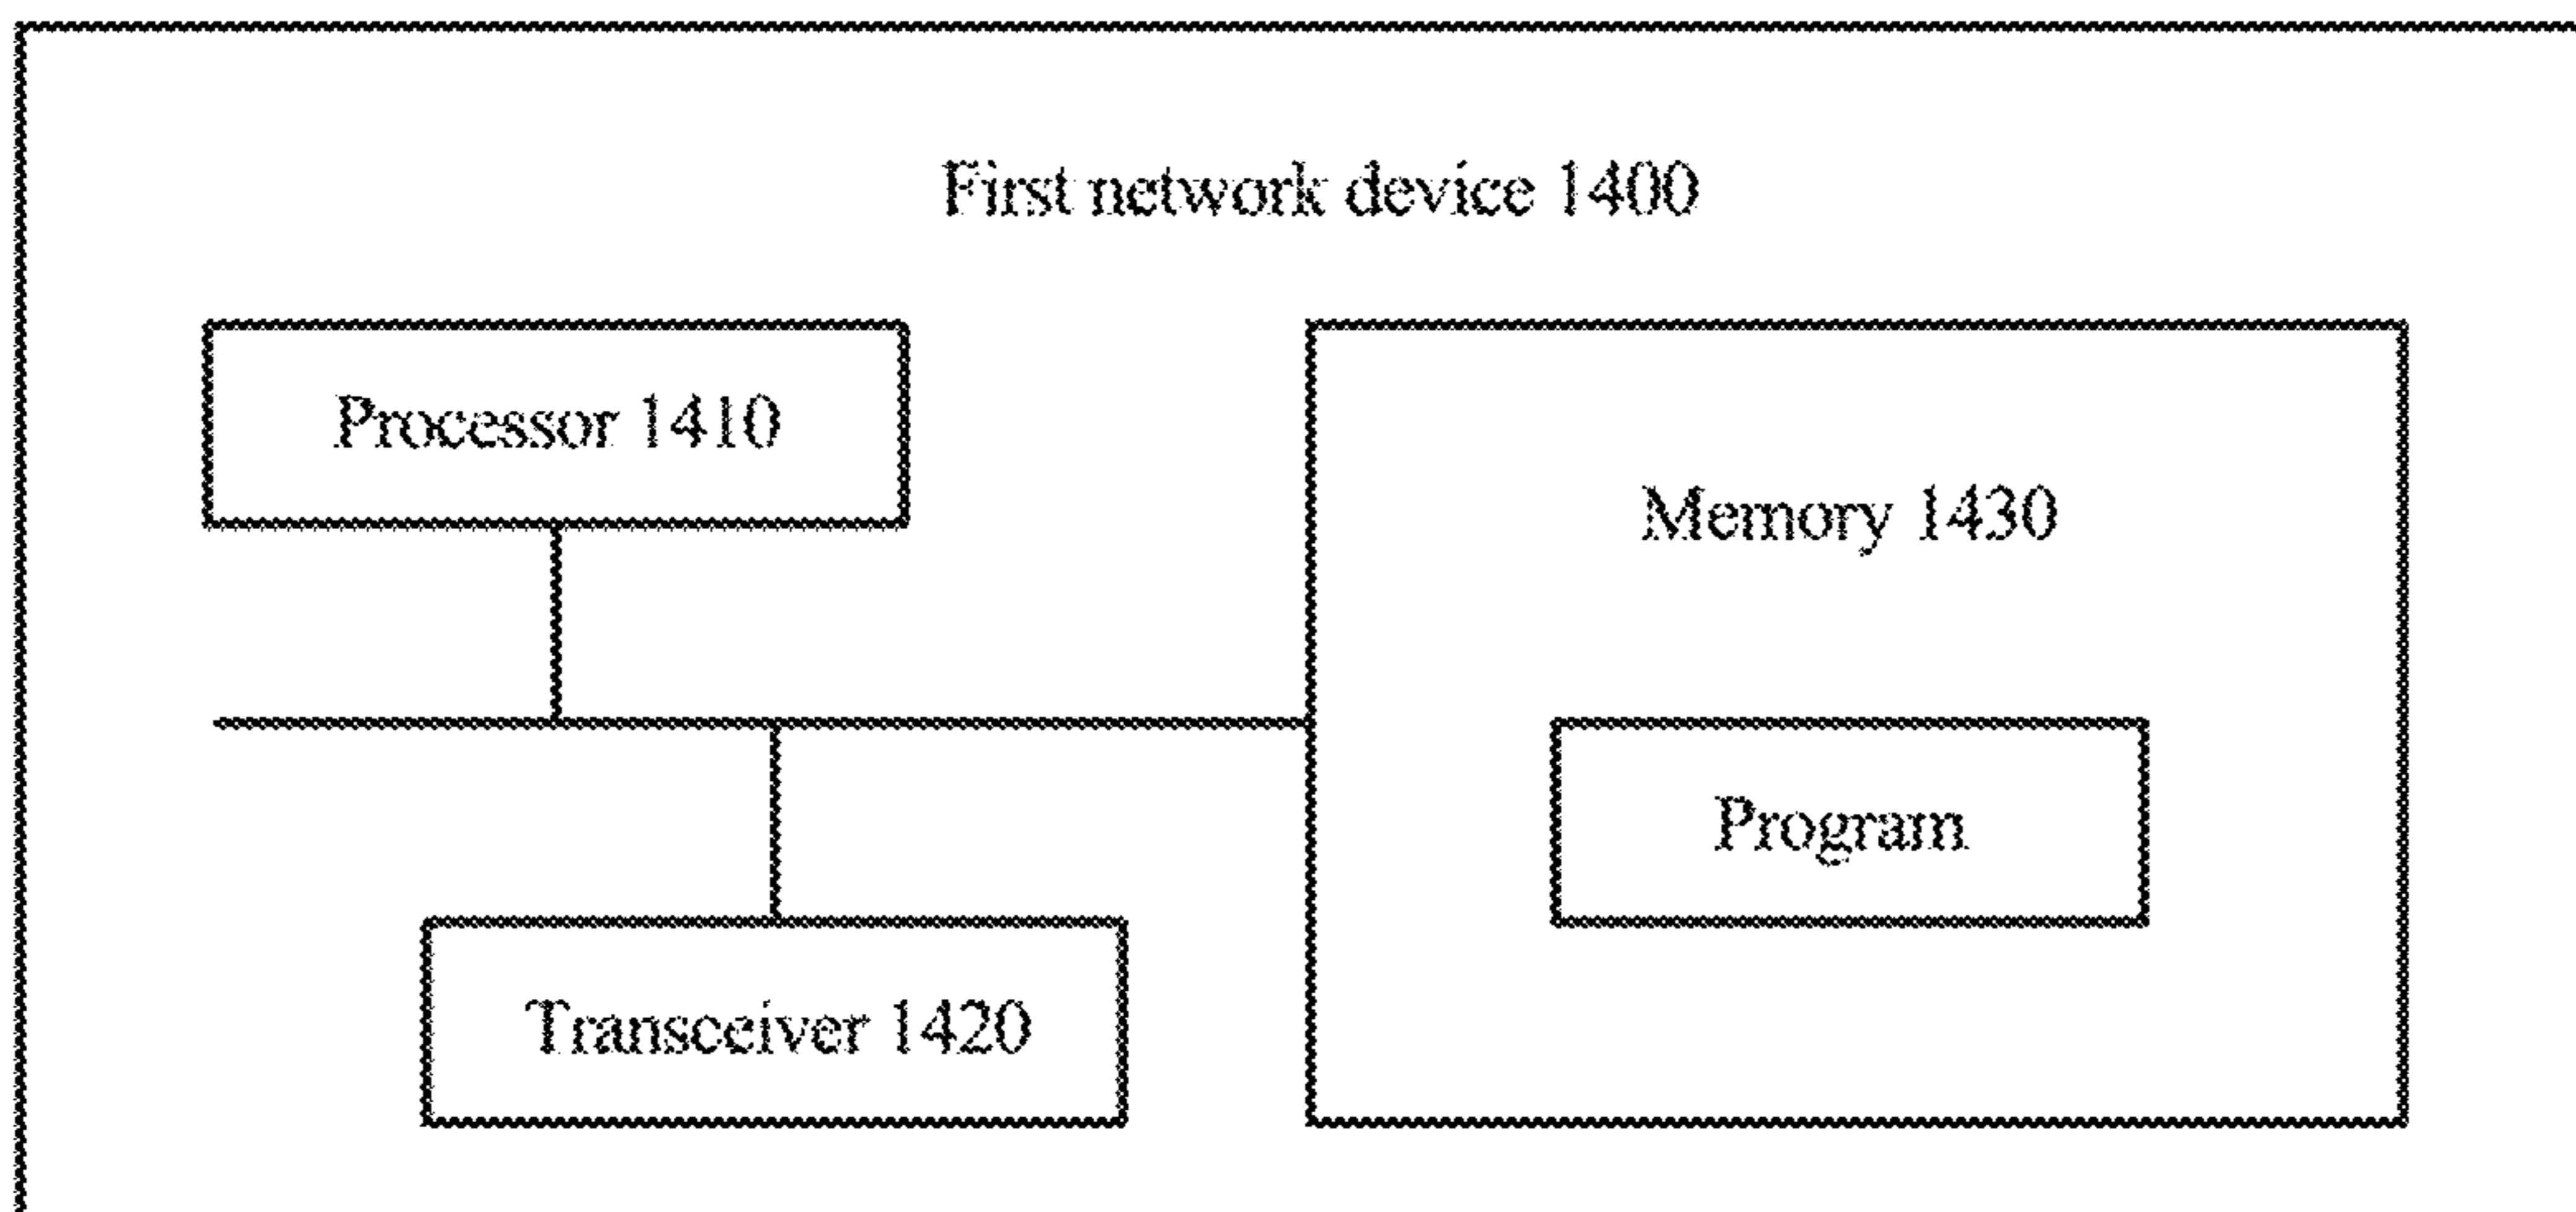 First network device 1400
Processor 1410
Memory 1430
Program
Transceiver 1420